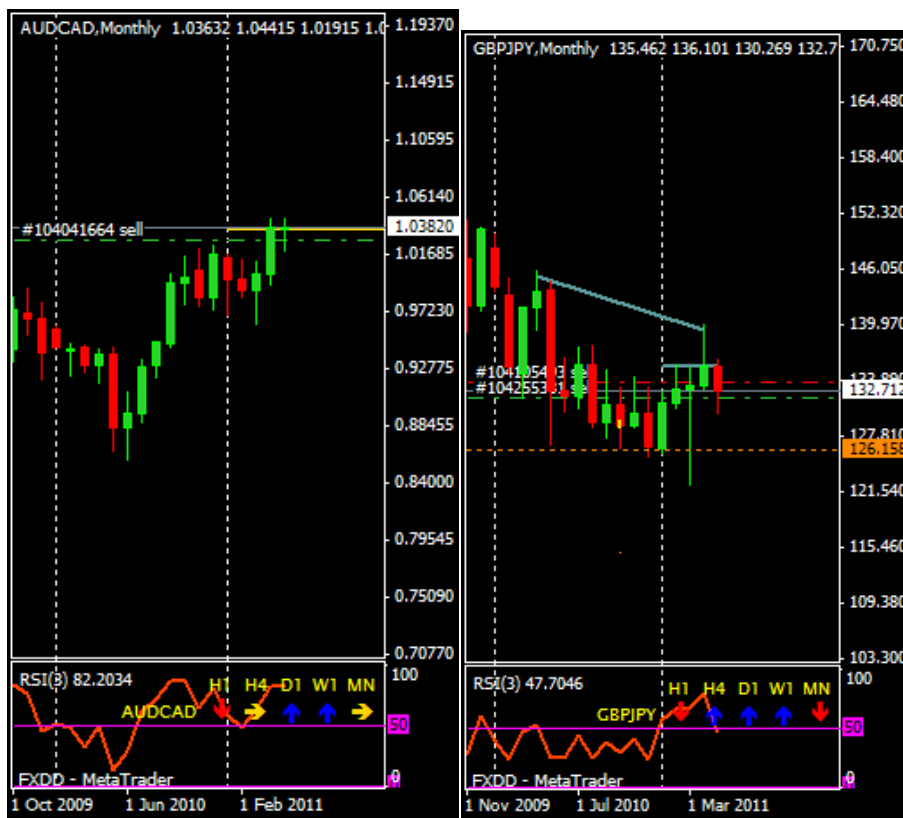 AUDCAD,Monthly 1.03632 1.04415 1.01915 1.0
1.19370
1.14915
1.10595
1.06140
1.03820
#104041664 sell
1.01685
0.97230
0.92775
0.88455
0.84000
0.79545
0.75090
0.70770
RSI(3) 82.2034
100
H1 H4 D1 W1 MN
AUDCAD
50
FXDD - MetaTrader
1 Oct 2009 1 Jun 2010 1 Feb 2011
GBPJPY,Monthly 135.462 136.101 130.269 132.7
170.750
164.480
158.400
152.320
146.050
139.970
132.712
127.810
126.158
121.540
115.460
109.380
103.300
RSI(3) 47.7046
100
H1 H4 D1 W1 MN
GBPJPY
50
FXDD - MetaTrader
1 Nov 2009 1 Jul 2010 1 Mar 2011